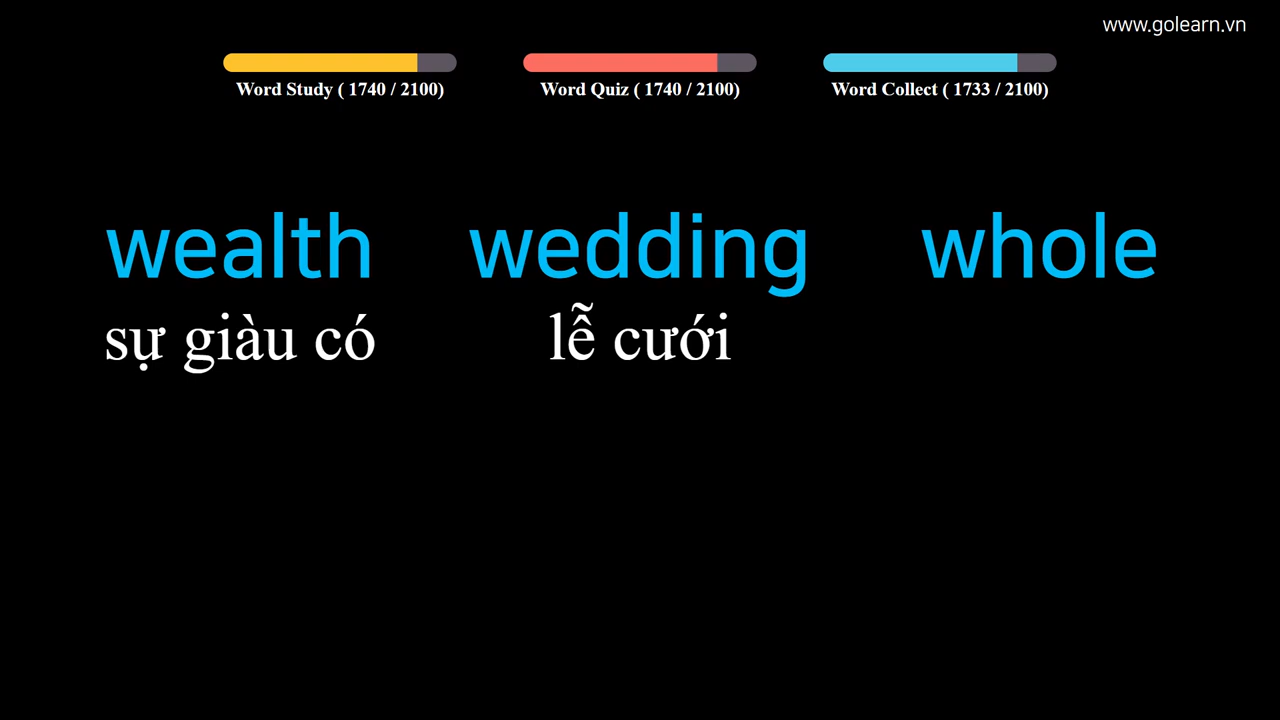 www.golearn.vn
Word Study ( 1740 / 2100) Word Quiz ( 1740 / 2100) Word Collect ( 1733 / 2100)
wealth wedding whole
sự giàu có lễ cưới